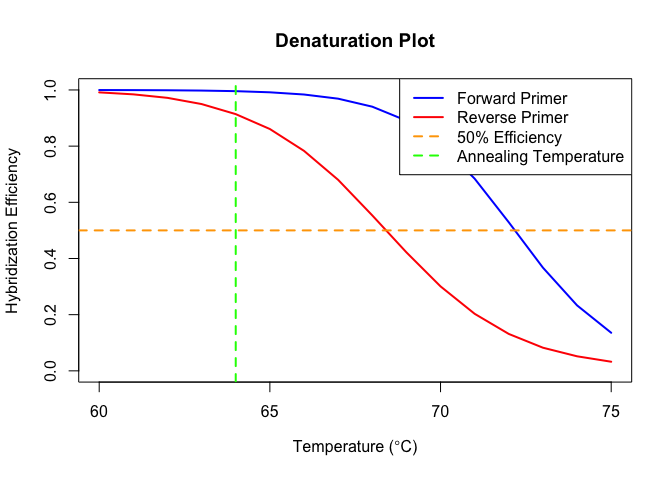 Denaturation Plot
Forward Primer
Reverse Primer
50% Efficiency
Annealing Temperature
Hybridization Efficiency
1.0
0.8
0.6
0.4
0.2
0.0
60 65 70 75
Temperature (°C)